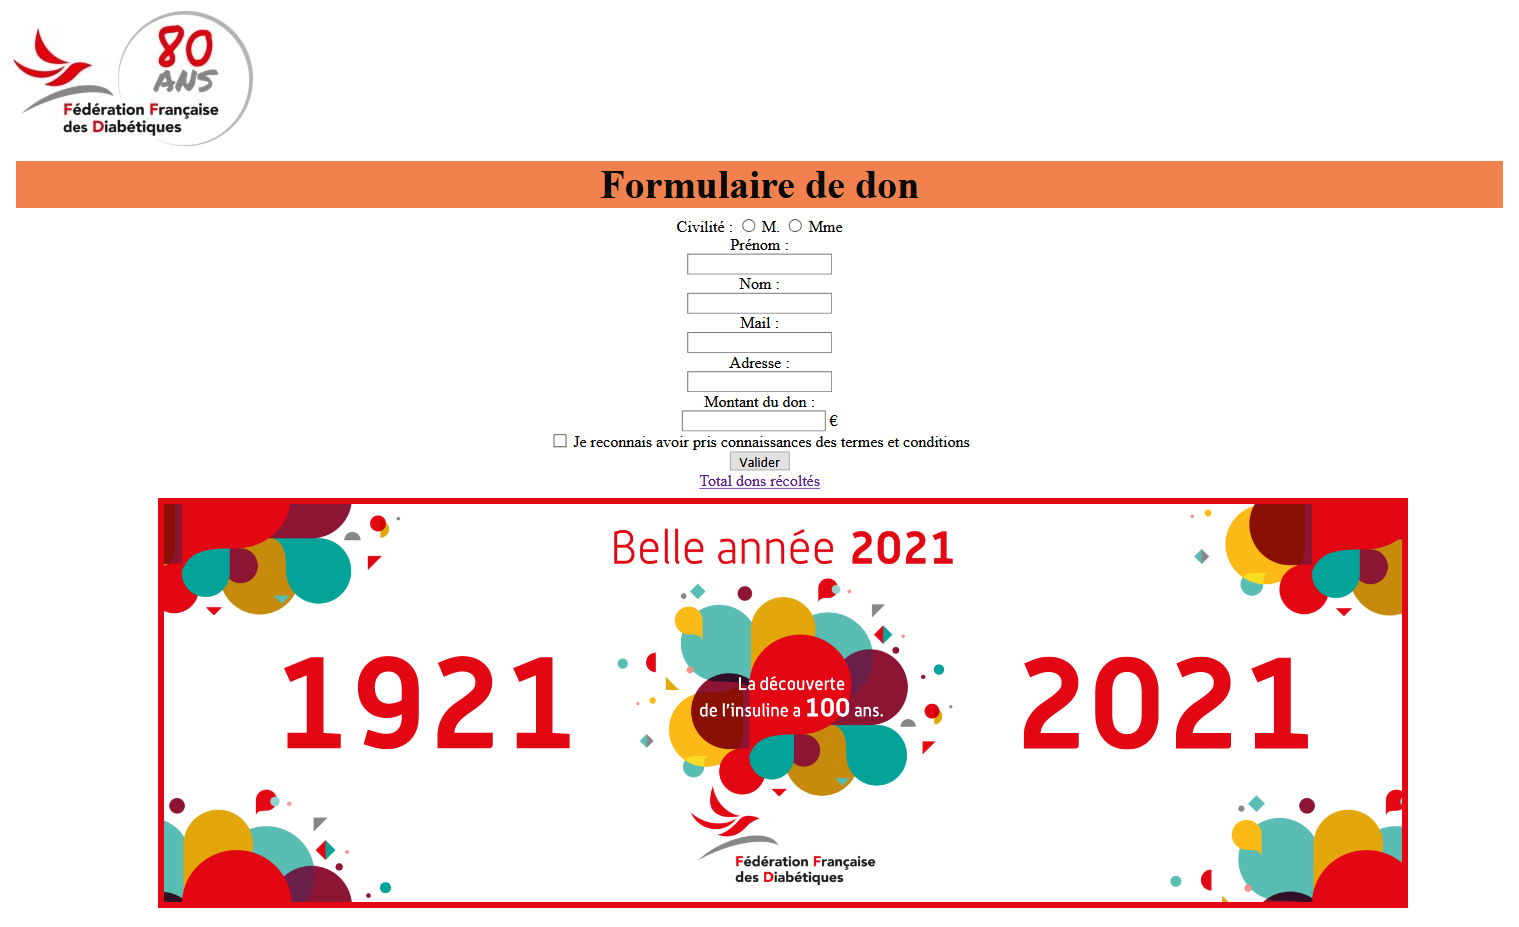 80
ANS
Fédération Française
des Diabétiques
Formulaire de don
Civilité : M. Mme
Prénom :
Nom :
Mail :
Adresse :
Montant du don :
€
Je reconnais avoir pris connaissances des termes et conditions
Valider
Total dons récoltés
Belle année 2021
1921
La découverte
de l'insuline a 100 ans.
2021
Fédération Française
des Diabétiques